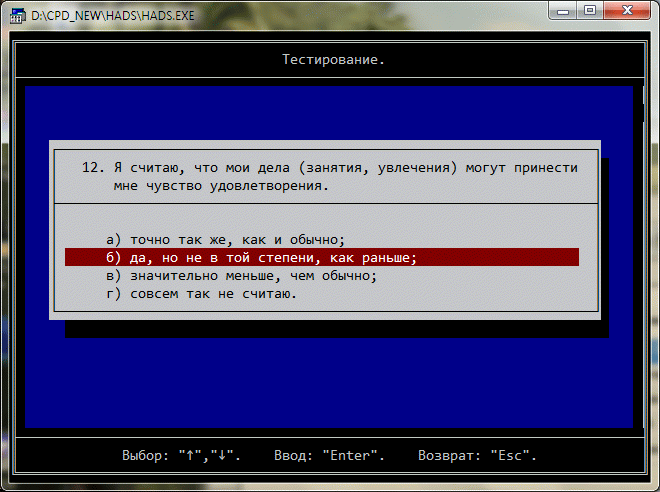 D:\CPD_NEW\HADS\HADS.EXE
Тестирование.
12. Я считаю, что мои дела (занятия, увлечения) могут принести
мне чувство удовлетворения.
а) точно так же, как и обычно;
б) да, но не в той степени, как раньше;
в) значительно меньше, чем обычно;
г) совсем так не считаю.
Выбор: "↑","↓". Ввод: "Enter". Возврат: "Esc".